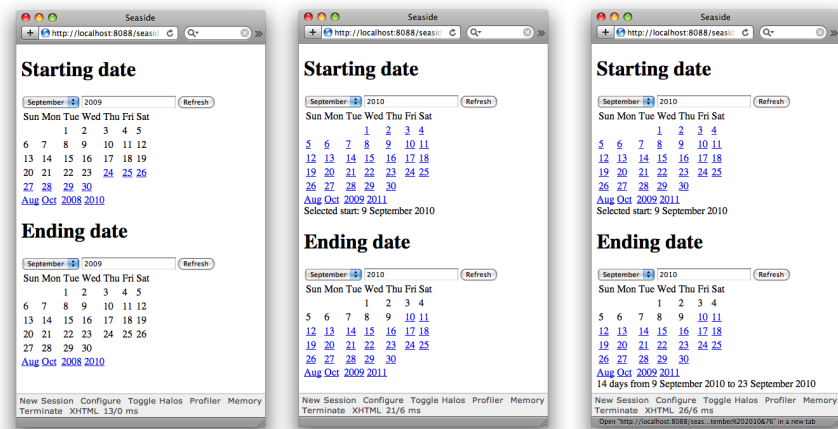 Seaside
http://localhost:8088/seasid
Starting date
September 2009 Refresh
Sun Mon Tue Wed Thu Fri Sat
1 2 3 4 5
6 7 8 9 10 11 12
13 14 15 16 17 18 19
20 21 22 23 24 25 26
27 28 29 30
Aug Oct 2008 2010
Ending date
September 2009 Refresh
Sun Mon Tue Wed Thu Fri Sat
1 2 3 4 5
6 7 8 9 10 11 12
13 14 15 16 17 18 19
20 21 22 23 24 25 26
27 28 29 30
Aug Oct 2008 2010
New Session Configure Toggle Halos Profiler Memory
Terminate XHTML 13/0 ms
Seaside
http://localhost:8088/seasid
Starting date
September 2010 Refresh
Sun Mon Tue Wed Thu Fri Sat
1 2 3 4
5 6 7 8 9 10 11
12 13 14 15 16 17 18
19 20 21 22 23 24 25
26 27 28 29 30
Aug Oct 2009 2011
Selected start: 9 September 2010
Ending date
September 2010 Refresh
Sun Mon Tue Wed Thu Fri Sat
1 2 3 4
5 6 7 8 9 10 11
12 13 14 15 16 17 18
19 20 21 22 23 24 25
26 27 28 29 30
Aug Oct 2009 2011
New Session Configure Toggle Halos Profiler Memory
Terminate XHTML 21/6 ms
Seaside
http://localhost:8088/seasid
Starting date
September 2010 Refresh
Sun Mon Tue Wed Thu Fri Sat
1 2 3 4
5 6 7 8 9 10 11
12 13 14 15 16 17 18
19 20 21 22 23 24 25
26 27 28 29 30
Aug Oct 2009 2011
Selected start: 9 September 2010
Ending date
September 2010 Refresh
Sun Mon Tue Wed Thu Fri Sat
1 2 3 4
5 6 7 8 9 10 11
12 13 14 15 16 17 18
19 20 21 22 23 24 25
26 27 28 29 30
Aug Oct 2009 2011
14 days from 9 September 2010 to 23 September 2010
New Session Configure Toggle Halos Profiler Memory
Terminate XHTML 26/6 ms
Open "http://localhost:8088/seas...tember%202010&76" in a new tab